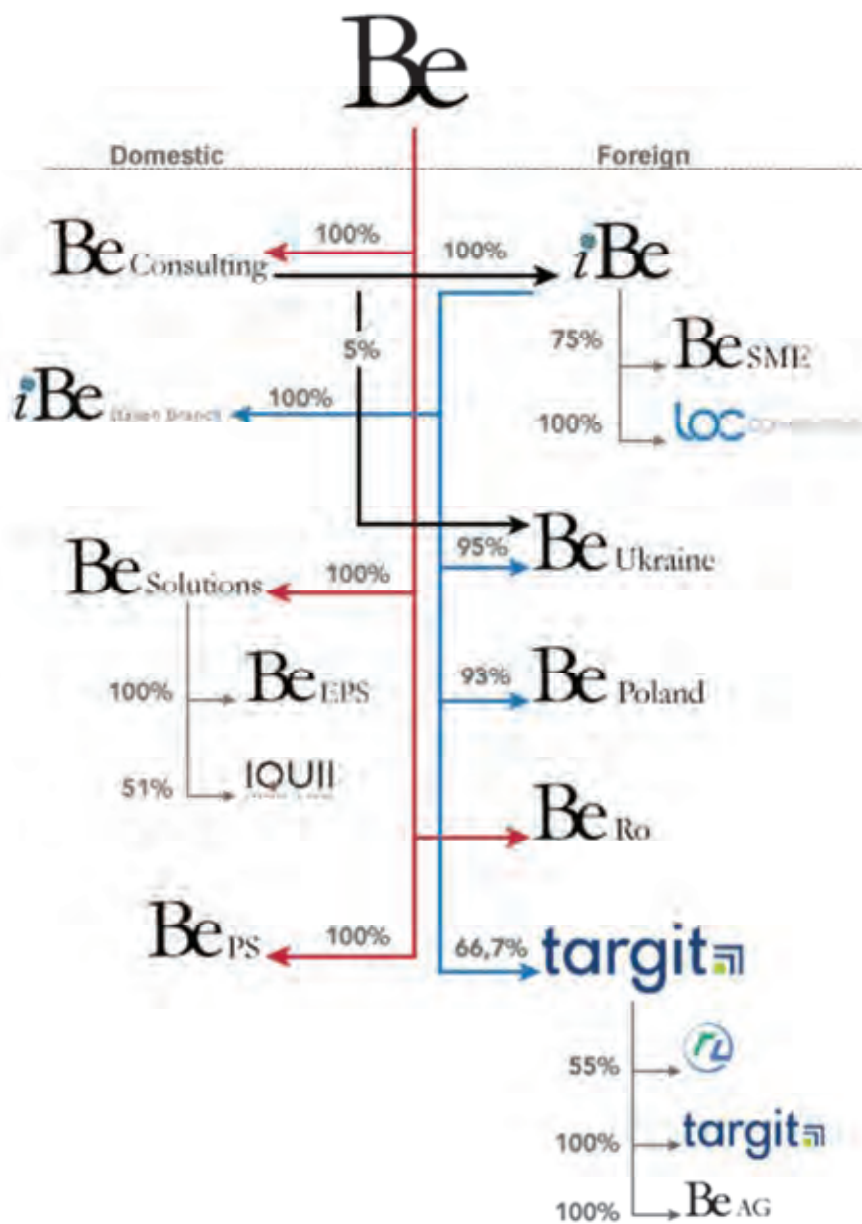 Be
Domestic
Foreign
100%
Be Consulting
100%
iBe
5%
75%
Be SME
iBe
100%
100%
LOC
Be Ukraine
95%
Be Solutions
100%
93%
Be Poland
100%
Be EPS
51%
IQUII
Be Ro
Be PS
100%
66,7%
targit
55%
100%
targit
100%
Be AG